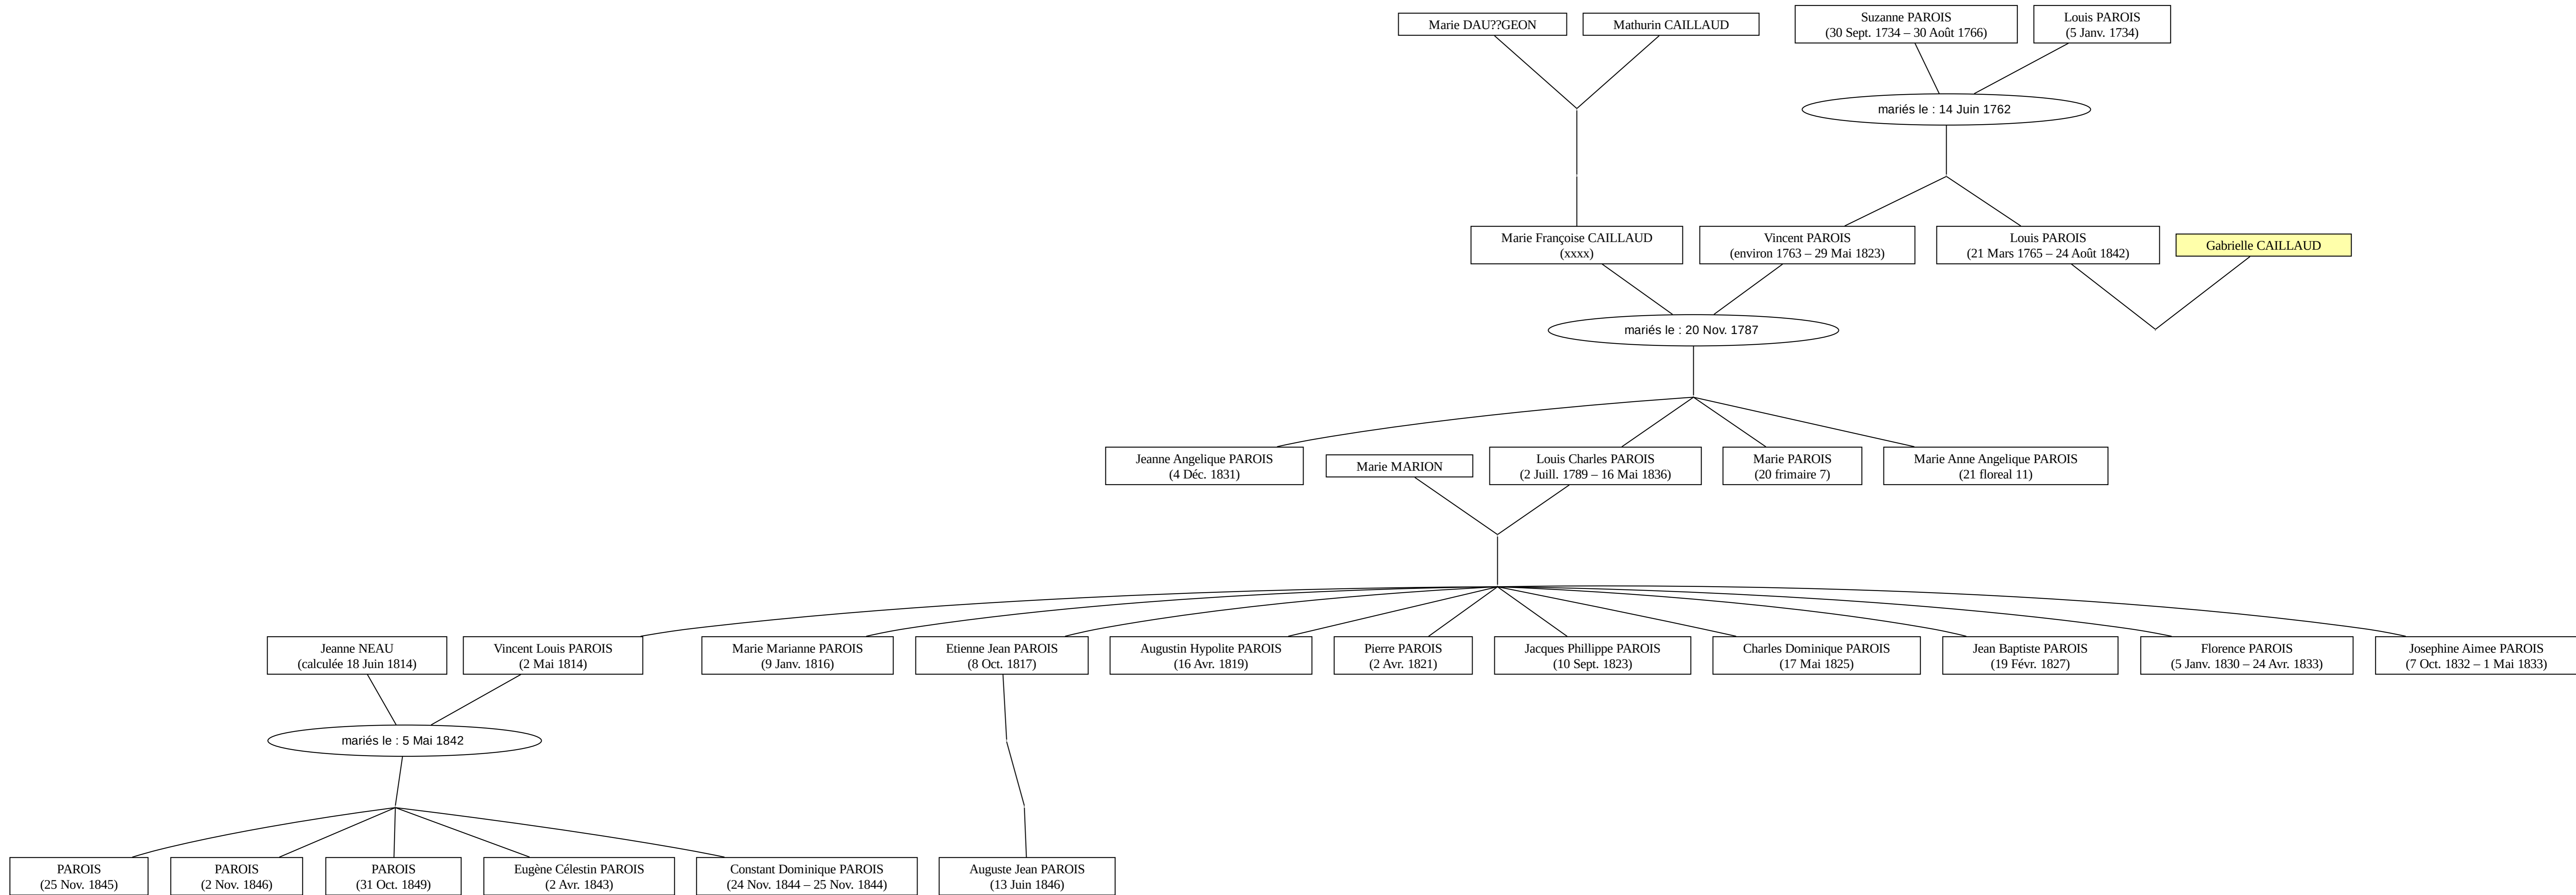 Marie DAU??GEON
Mathurin CAILLAUD
Suzanne PAROIS
(30 Sept. 1734 – 30 Août 1766)
Louis PAROIS
(5 Janv. 1734)
mariés le : 14 Juin 1762
Marie Françoise CAILLAUD
(xxxx)
Vincent PAROIS
(environ 1763 – 29 Mai 1823)
Louis PAROIS
(21 Mars 1765 – 24 Août 1842)
Gabrielle CAILLAUD
mariés le : 20 Nov. 1787
Jeanne Angelique PAROIS
(4 Déc. 1831)
Marie MARION
Louis Charles PAROIS
(2 Juill. 1789 – 16 Mai 1836)
Marie PAROIS
(20 frimaire 7)
Marie Anne Angelique PAROIS
(21 floreal 11)
Jeanne NEAU
(calculée 18 Juin 1814)
Vincent Louis PAROIS
(2 Mai 1814)
Marie Marianne PAROIS
(9 Janv. 1816)
Etienne Jean PAROIS
(8 Oct. 1817)
Augustin Hypolite PAROIS
(16 Avr. 1819)
Pierre PAROIS
(2 Avr. 1821)
Jacques Phillippe PAROIS
(10 Sept. 1823)
Charles Dominique PAROIS
(17 Mai 1825)
Jean Baptiste PAROIS
(19 Févr. 1827)
Florence PAROIS
(5 Janv. 1830 – 24 Avr. 1833)
Josephine Aimee PAROIS
(7 Oct. 1832 – 1 Mai 1833)
mariés le : 5 Mai 1842
PAROIS
(25 Nov. 1845)
PAROIS
(2 Nov. 1846)
PAROIS
(31 Oct. 1849)
Eugène Célestin PAROIS
(2 Avr. 1843)
Constant Dominique PAROIS
(24 Nov. 1844 – 25 Nov. 1844)
Auguste Jean PAROIS
(13 Juin 1846)